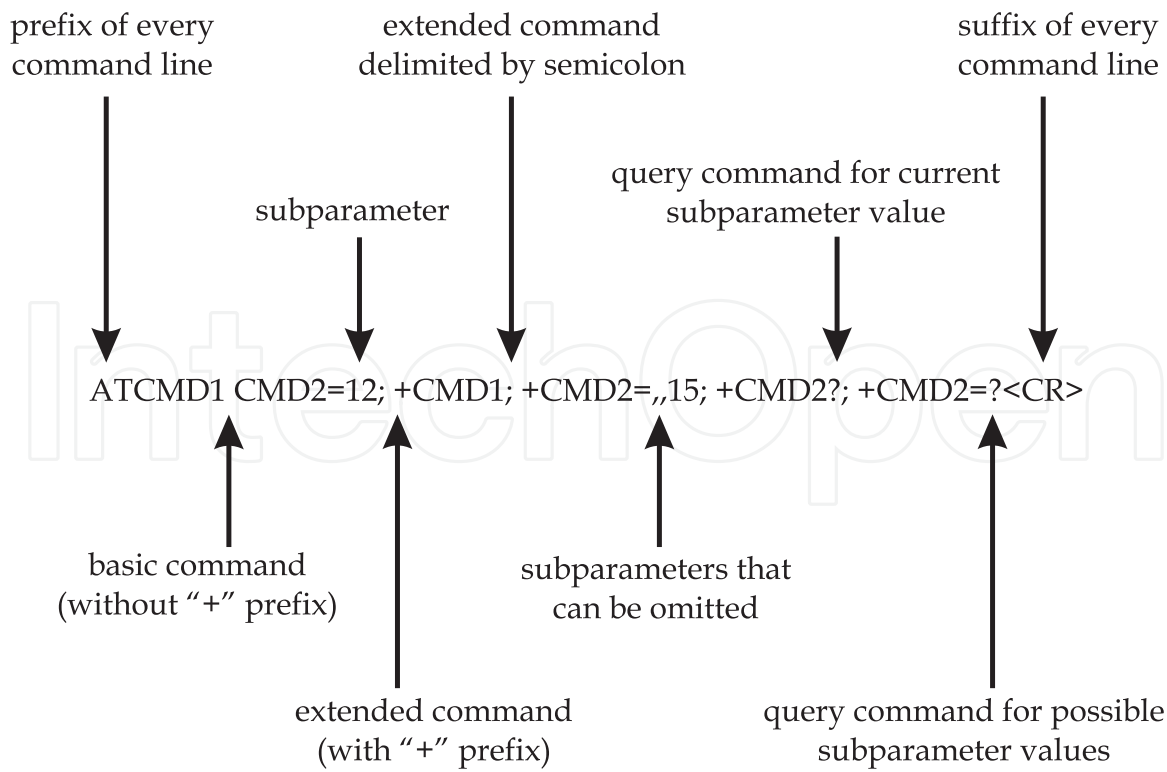 prefix of every
command line
extended command
delimited by semicolon
suffix of every
command line
query command for current
subparameter value
subparameter
IntechOpen
ATCMD1 CMD2=12; +CMD1; +CMD2=,,15; +CMD2?; +CMD2=?<CR>
basic command
(without “+” prefix)
subparameters that
can be omitted
extended command
(with “+” prefix)
query command for possible
subparameter values